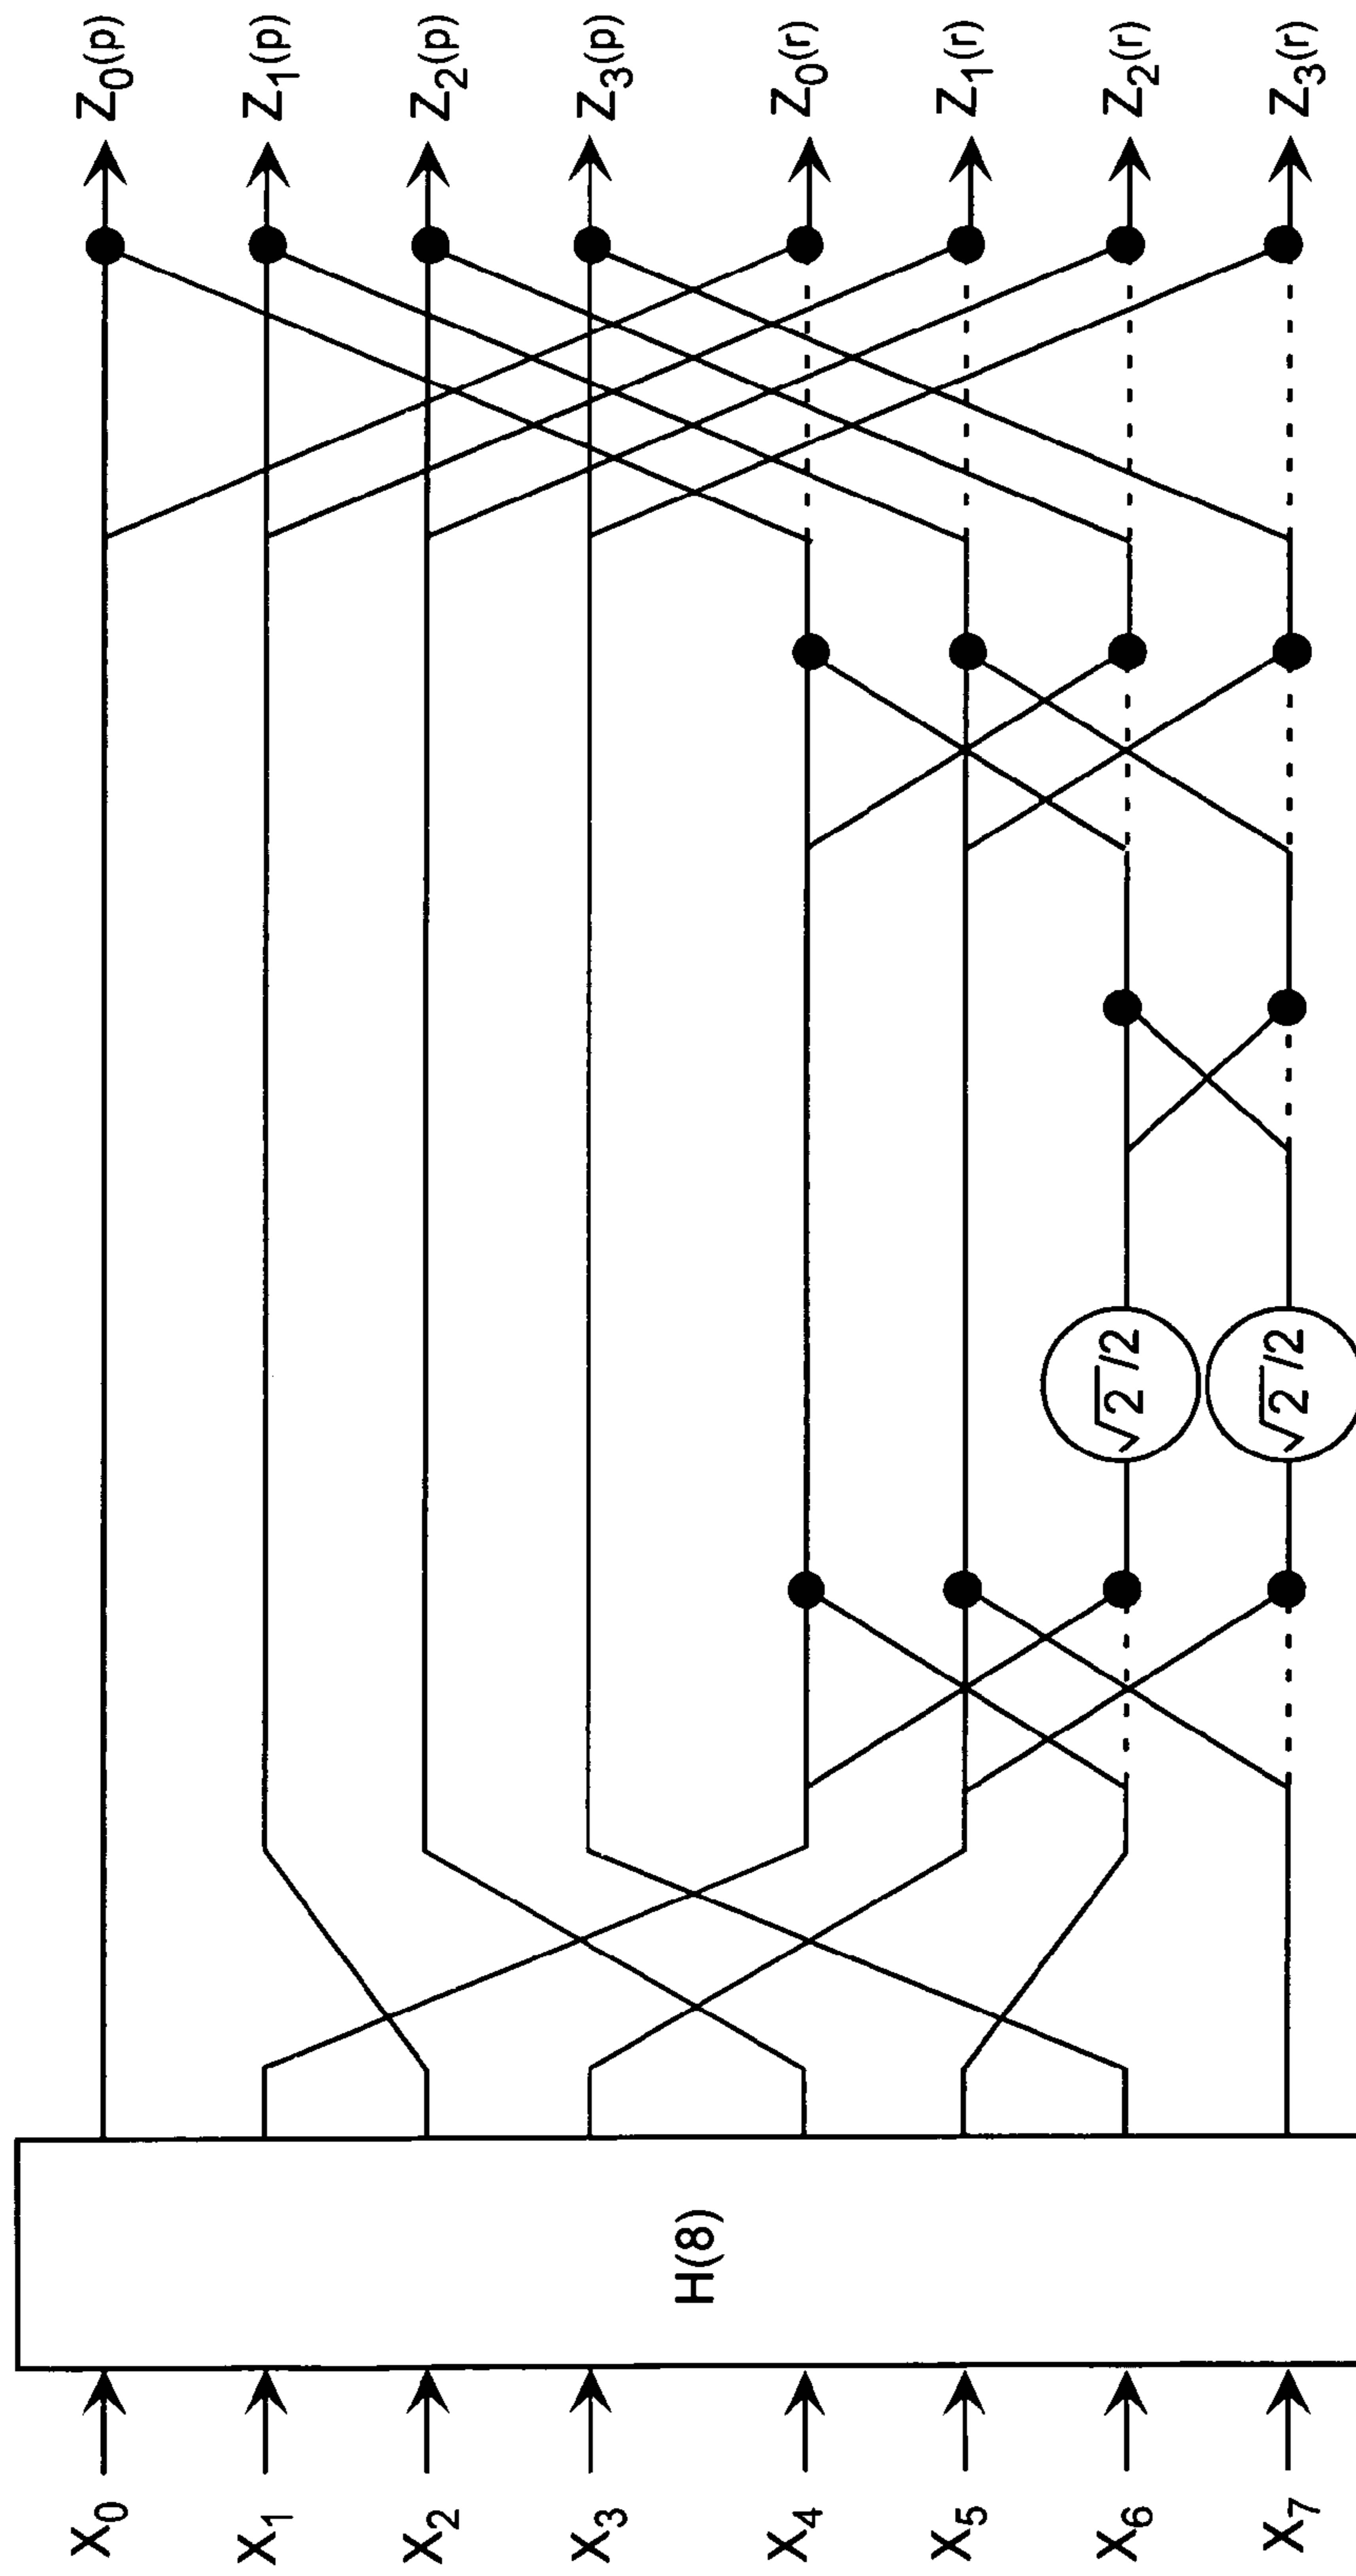 X₀
X₁
X₂
X₃
X₄
X₅
X₆
X₇
H(8)
√2/2
√2/2
Z₀(p)
Z₁(p)
Z₂(p)
Z₃(p)
Z₀(r)
Z₁(r)
Z₂(r)
Z₃(r)